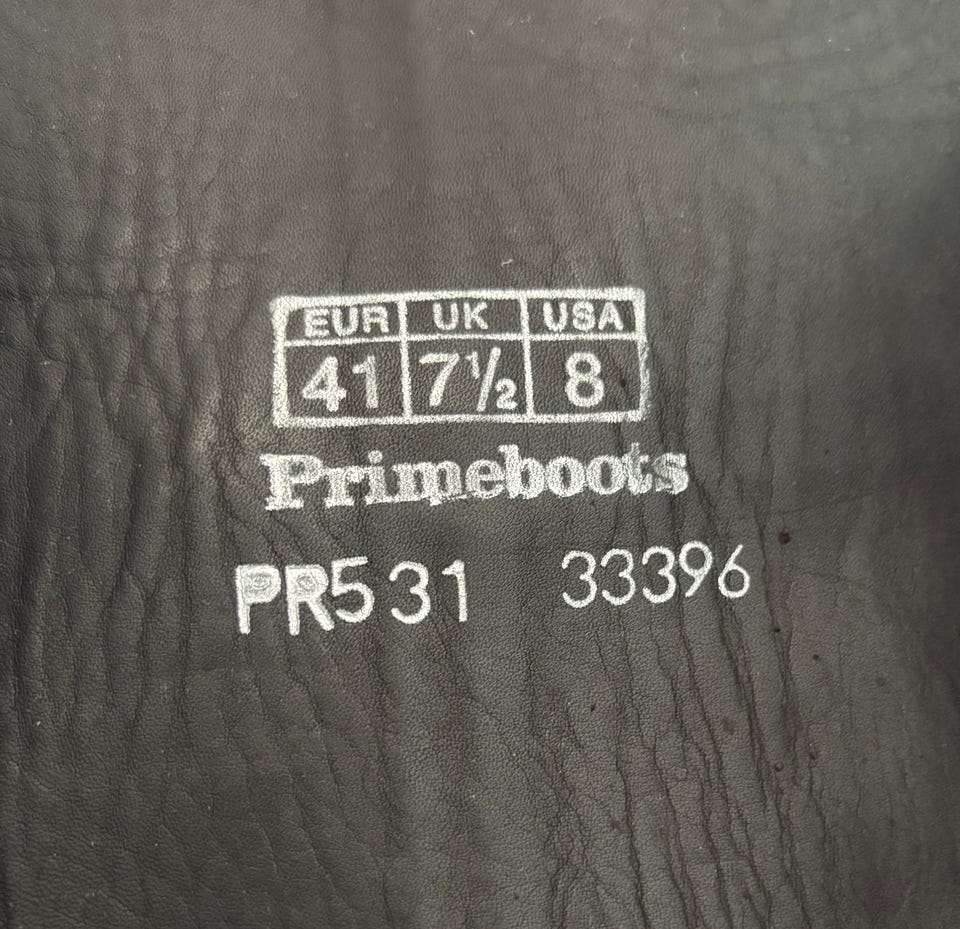 EUR UK USA
41 7½ 8
Primeboots
PR531 33396